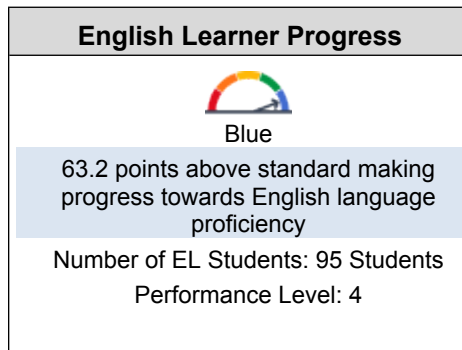 English Learner Progress
Blue
63.2 points above standard making
progress towards English language
proficiency
Number of EL Students: 95 Students
Performance Level: 4